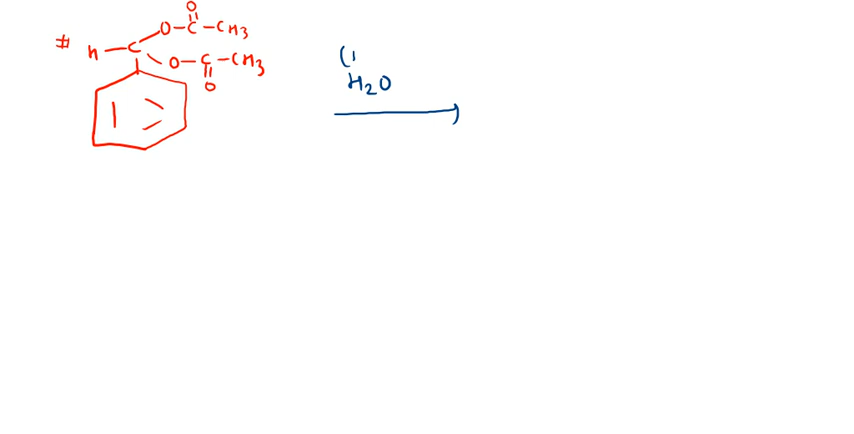 # H - C - O - C - CH3
O
O - C - CH3
O
(1
H2O